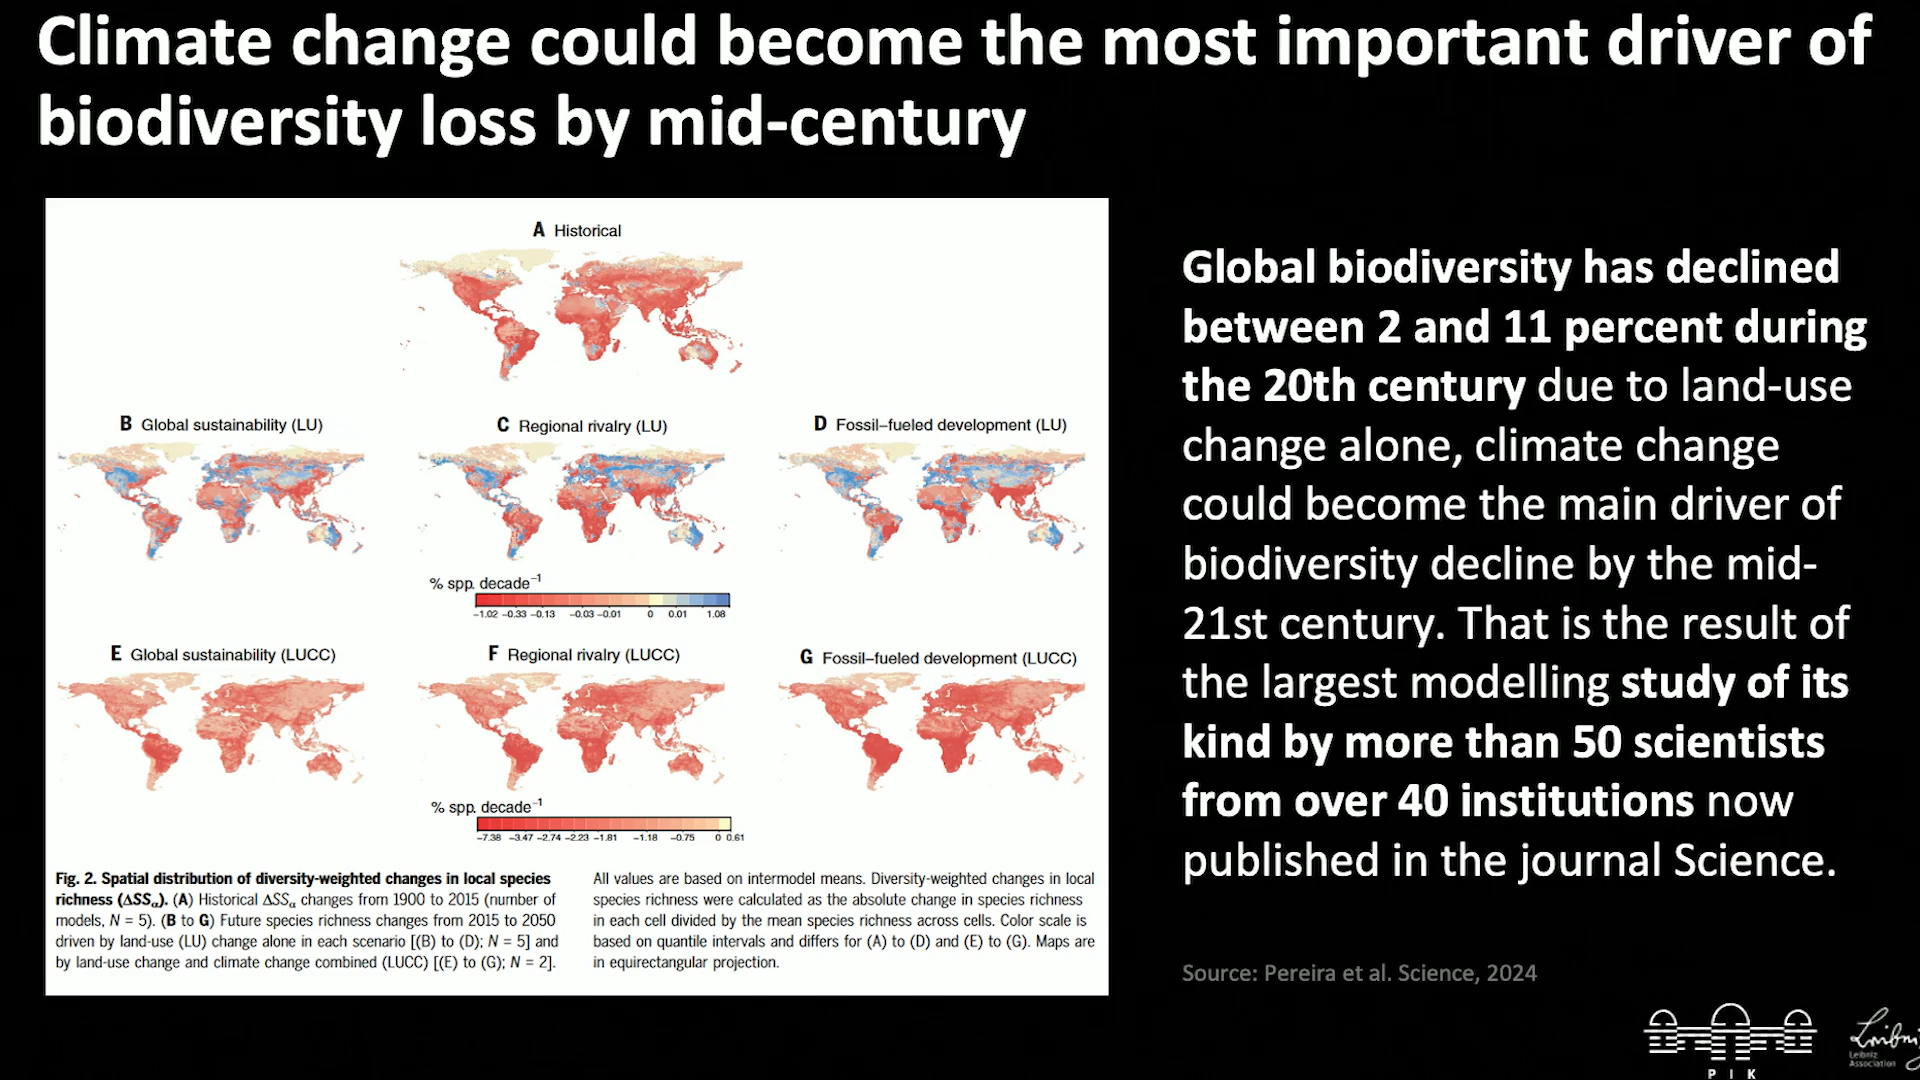 Climate change could become the most important driver of
biodiversity loss by mid-century
A Historical
B Global sustainability (LU)
C Regional rivalry (LU)
D Fossil–fueled development (LU)
% spp. decade⁻¹
−1.02 −0.33 −0.13 −0.03 −0.01 0 0.01 1.08
E Global sustainability (LUCC)
F Regional rivalry (LUCC)
G Fossil–fueled development (LUCC)
% spp. decade⁻¹
−7.38 −3.47 −2.74 −2.23 −1.81 −1.18 −0.75 0 0.61
Fig. 2. Spatial distribution of diversity-weighted changes in local species
richness (ΔSSα). (A) Historical ΔSSα changes from 1900 to 2015 (number of
models, N = 5). (B to G) Future species richness changes from 2015 to 2050
driven by land-use (LU) change alone in each scenario [(B) to (D); N = 5] and
by land-use change and climate change combined (LUCC) [(E) to (G); N = 2].
All values are based on intermodel means. Diversity-weighted changes in local
species richness were calculated as the absolute change in species richness
in each cell divided by the mean species richness across cells. Color scale is
based on quantile intervals and differs for (A) to (D) and (E) to (G). Maps are
in equirectangular projection.
Global biodiversity has declined
between 2 and 11 percent during
the 20th century due to land-use
change alone, climate change
could become the main driver of
biodiversity decline by the mid-
21st century. That is the result of
the largest modelling study of its
kind by more than 50 scientists
from over 40 institutions now
published in the journal Science.
Source: Pereira et al. Science, 2024
P I K
Leibniz
Association